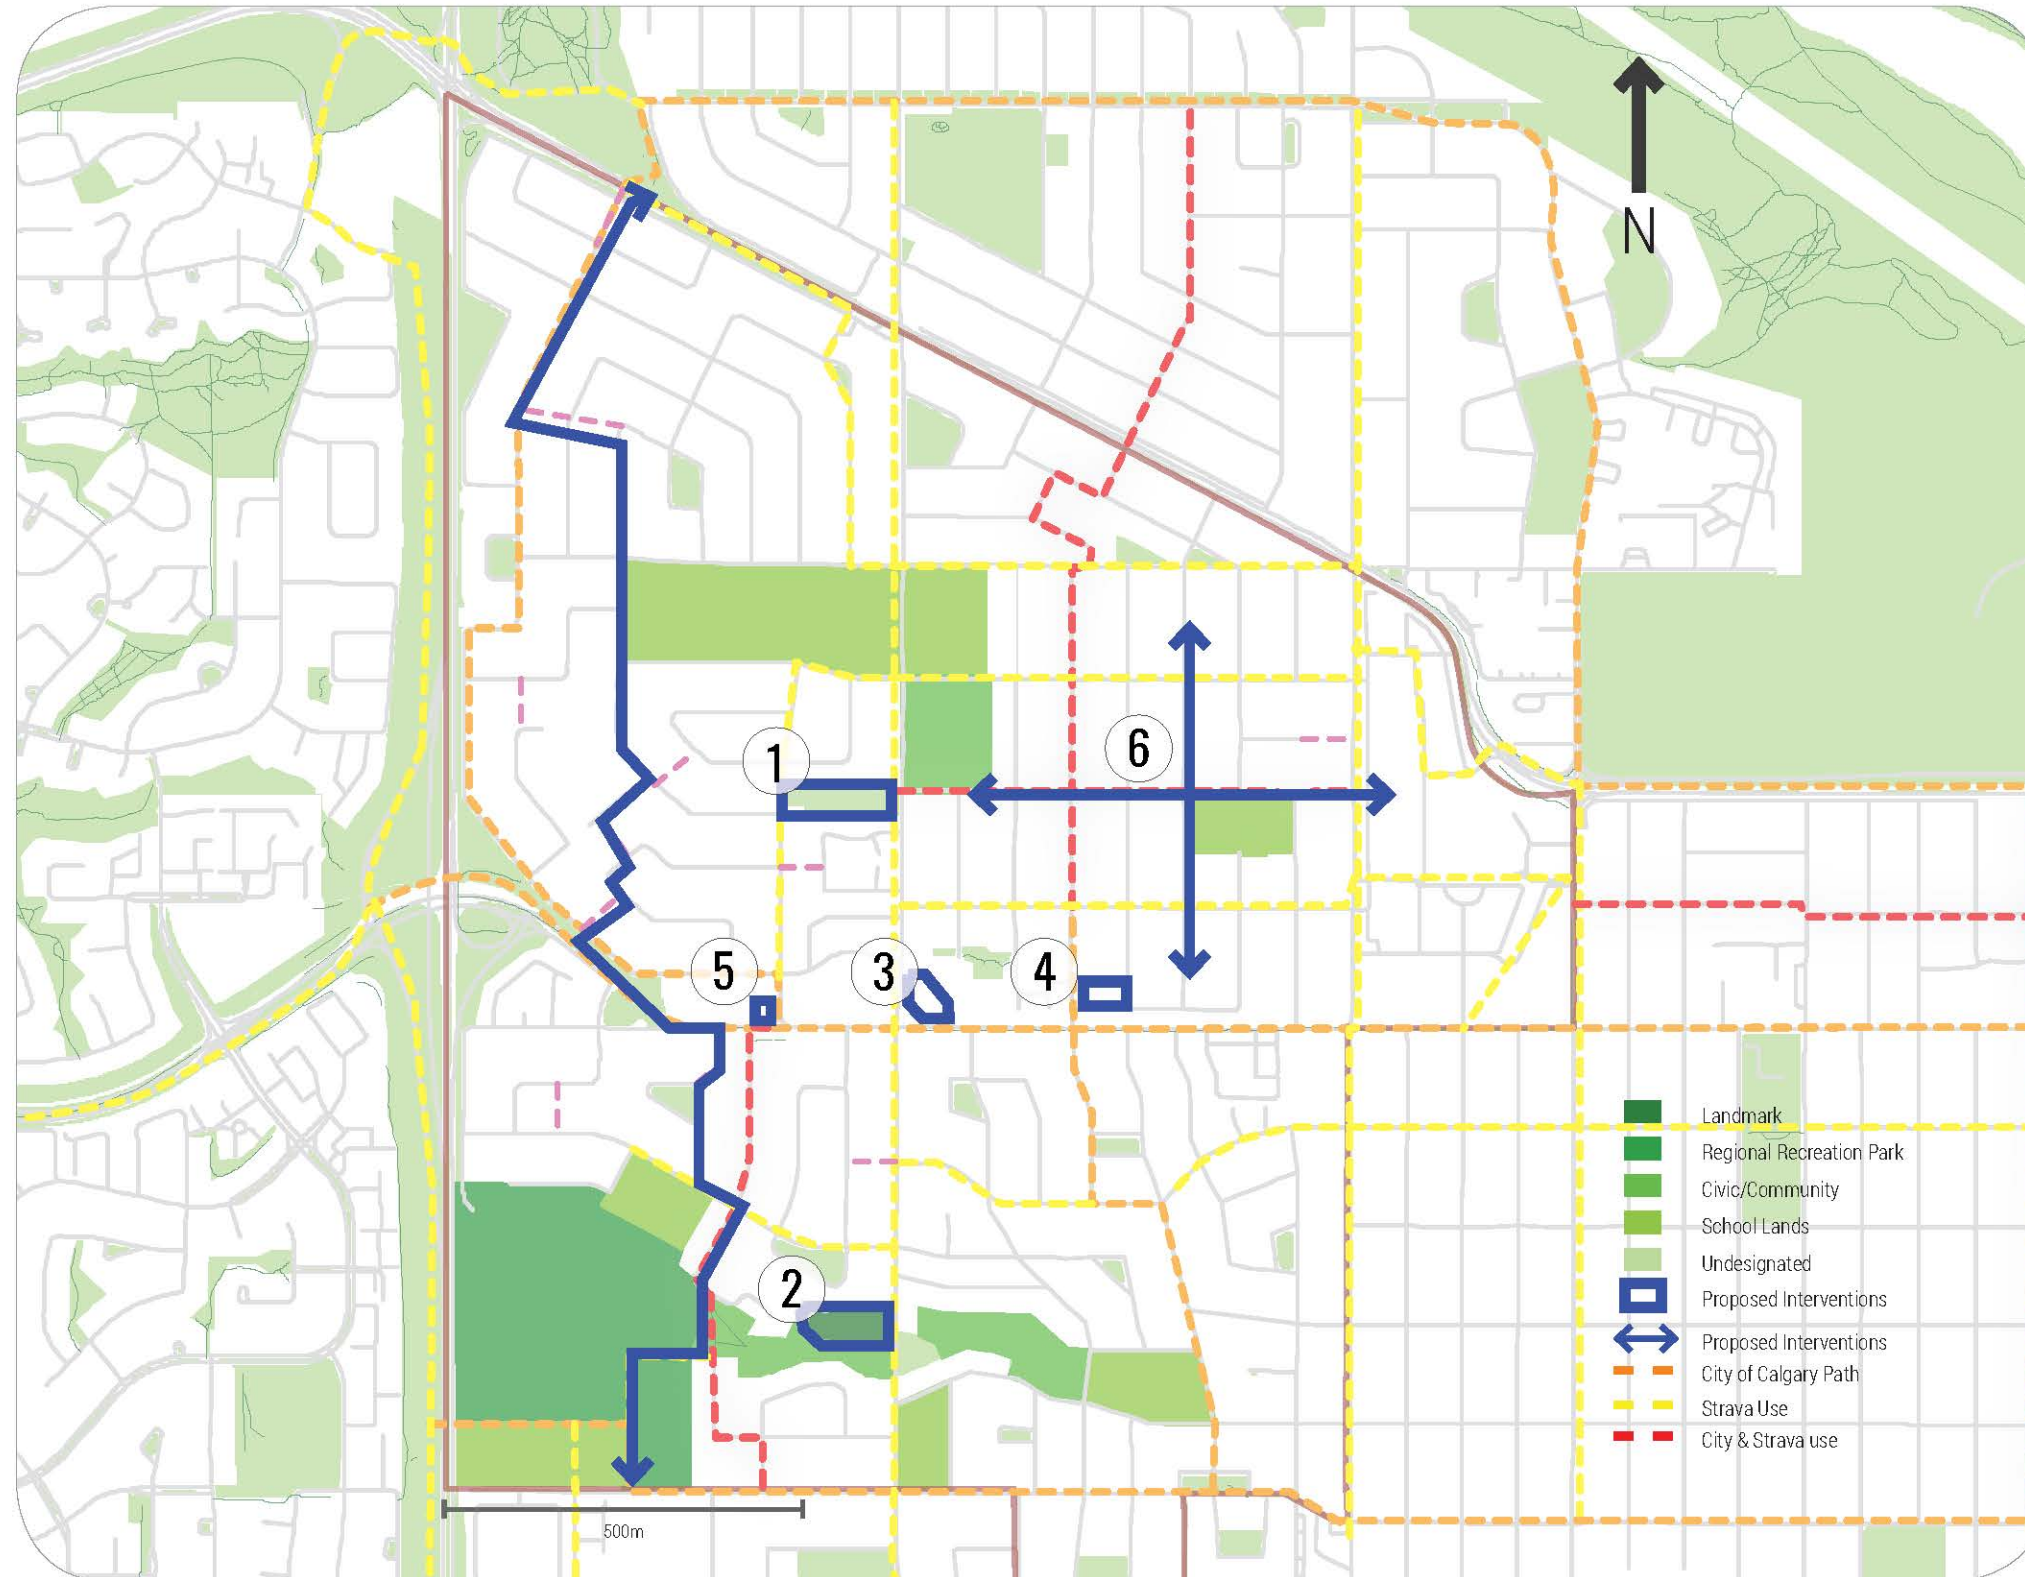 N
1
6
5
3
4
2
Landmark
Regional Recreation Park
Civic/Community
School Lands
Undesignated
Proposed Interventions
Proposed Interventions
City of Calgary Path
Strava Use
City & Strava use
500m